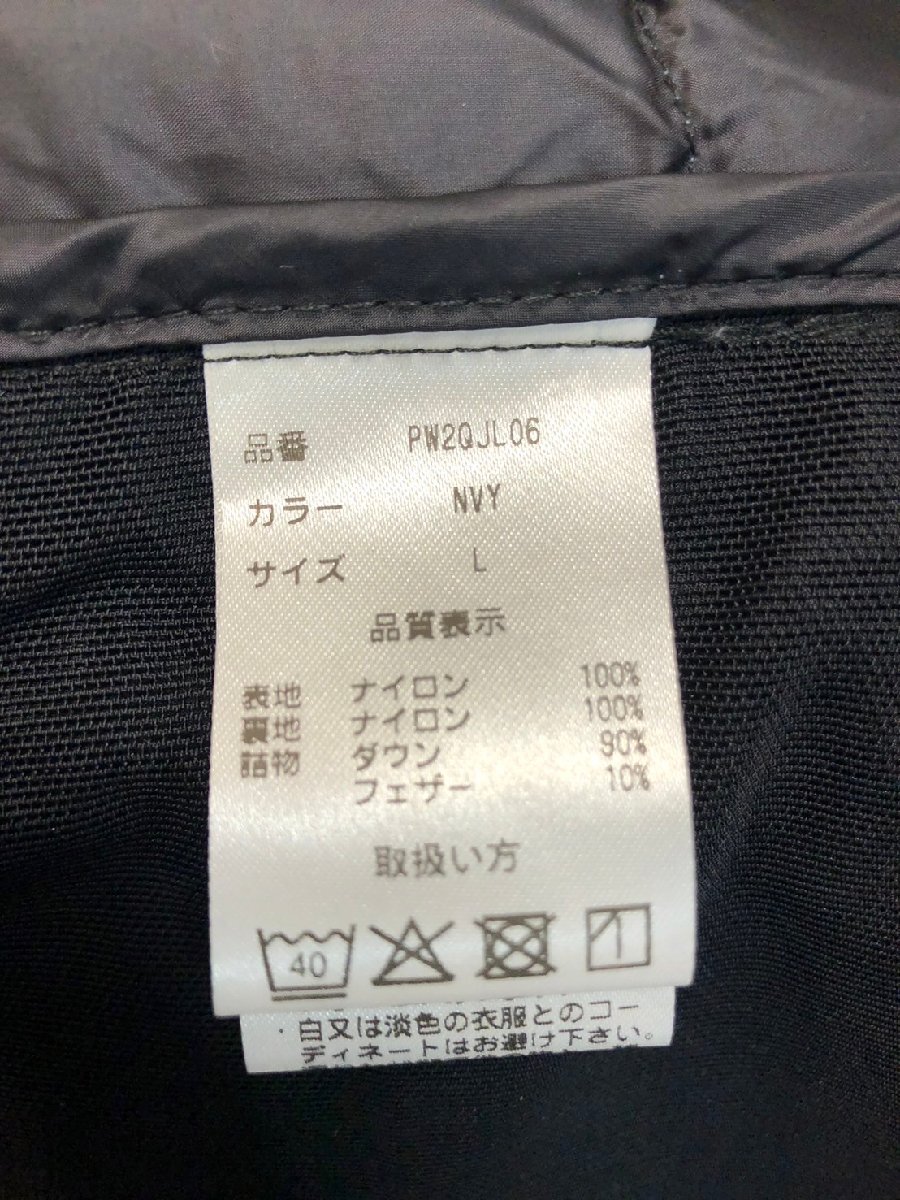 品番 PW2QJL06
カラー NVY
サイズ L
品質表示
表地 ナイロン 100%
裏地 ナイロン 100%
詰物 ダウン 90%
フェザー 10%
取扱い方
40
・白又は淡色の衣服とのコー
ディネートはお避け下さい。